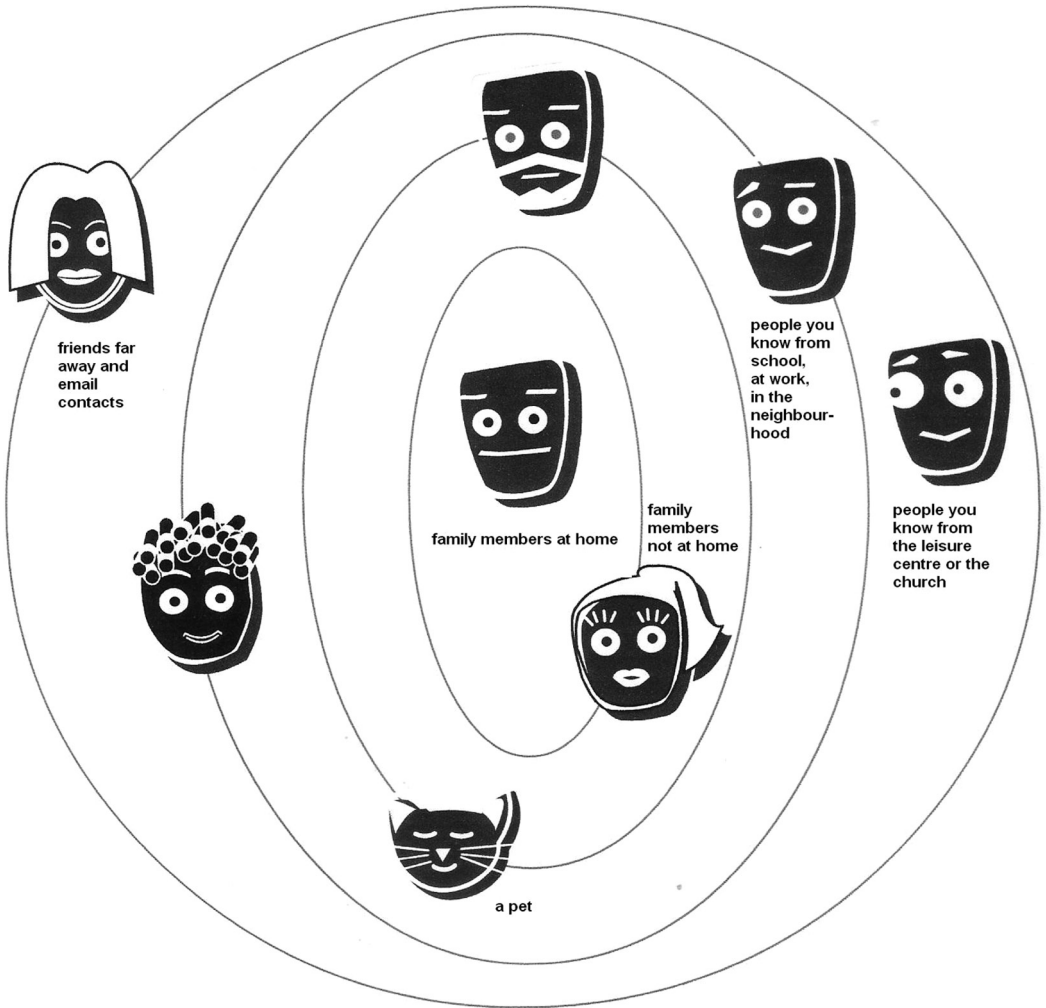 friends far
away and
email
contacts
people you
know from
school,
at work,
in the
neighbour-
hood
people you
know from
the leisure
centre or the
church
family members at home
family
members
not at home
a pet